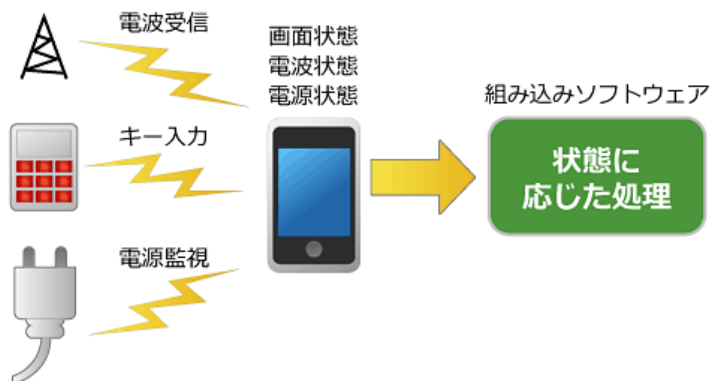 電波受信
画面状態
電波状態
電源状態
キー入力
電源監視
組み込みソフトウェア
状態に
応じた処理